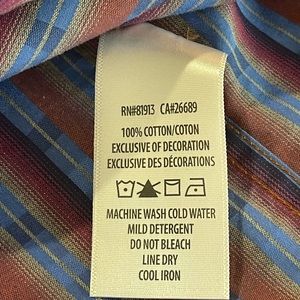 RN#81913 CA#26689
100% COTTON/COTON
EXCLUSIVE OF DECORATION
EXCLUSIVE DES DÉCORATIONS
MACHINE WASH COLD WATER
MILD DETERGENT
DO NOT BLEACH
LINE DRY
COOL IRON